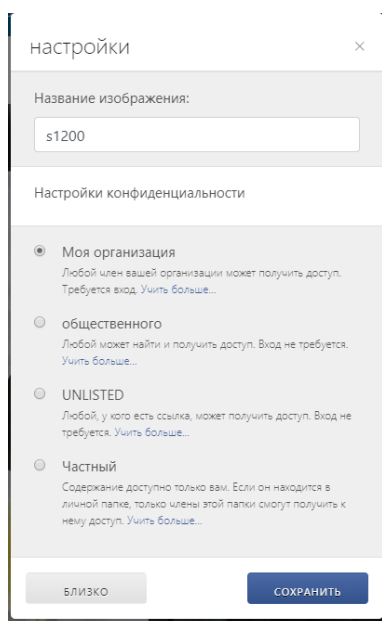 настройки
Название изображения:
s1200
Настройки конфиденциальности
Моя организация
Любой член вашей организации может получить доступ.
Требуется вход. Учить больше...
общественного
Любой может найти и получить доступ. Вход не требуется.
Учить больше...
UNLISTED
Любой, у кого есть ссылка, может получить доступ. Вход не
требуется. Учить больше...
Частный
Содержание доступно только вам. Если он находится в
личной папке, только члены этой папки смогут получить к
нему доступ. Учить больше...
БЛИЗКО
СОХРАНИТЬ